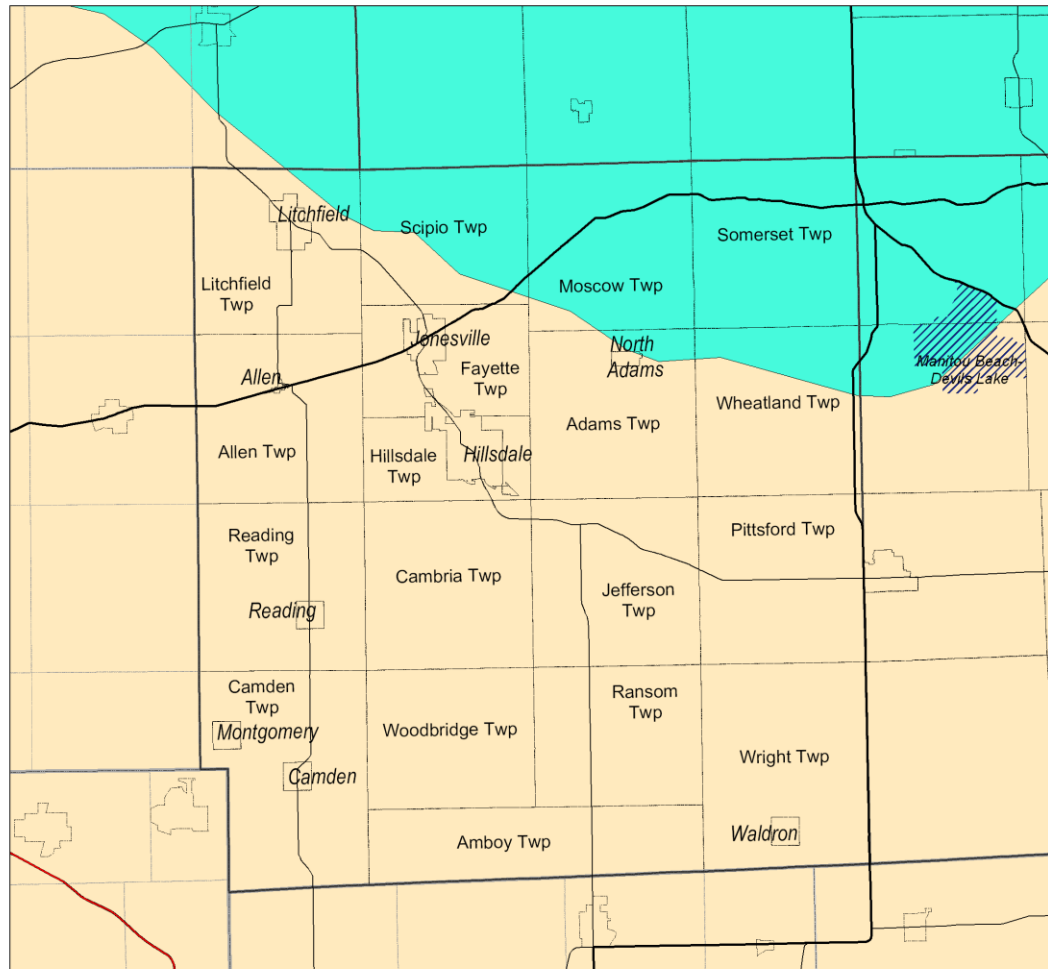 Litchfield
Scipio Twp
Somerset Twp
Litchfield
Twp
Moscow Twp
Jonesville
North
Adams
Manitou Beach-
Devils Lake
Allen
Fayette
Twp
Wheatland Twp
Adams Twp
Allen Twp
Hillsdale
Twp
Hillsdale
Reading
Twp
Pittsford Twp
Cambria Twp
Jefferson
Twp
Reading
Camden
Twp
Ransom
Twp
Montgomery
Woodbridge Twp
Wright Twp
Camden
Waldron
Amboy Twp